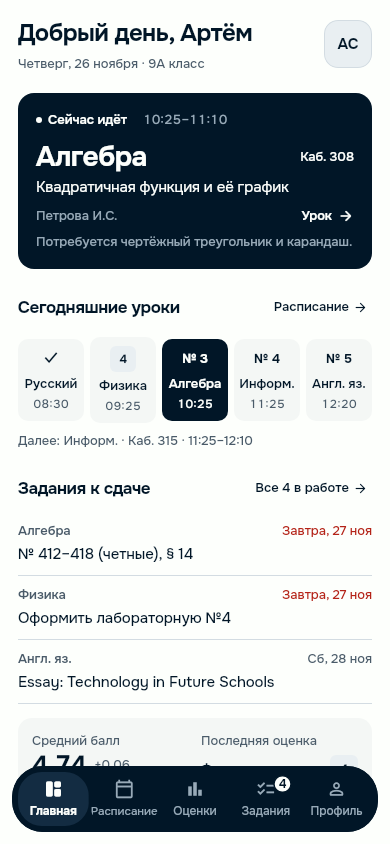 Добрый день, Артём
Четверг, 26 ноября · 9А класс
АС
Сейчас идёт 10:25–11:10
Алгебра
Каб. 308
Квадратичная функция и её график
Петрова И.С.
Урок →
Потребуется чертёжный треугольник и карандаш.
Сегодняшние уроки
Расписание →
Русский
08:30
4
Физика
09:25
№ 3
Алгебра
10:25
№ 4
Информ.
11:25
№ 5
Англ. яз.
12:20
Далее: Информ. · Каб. 315 · 11:25–12:10
Задания к сдаче
Все 4 в работе →
Алгебра
Завтра, 27 ноя
№ 412–418 (четные), § 14
Физика
Завтра, 27 ноя
Оформить лабораторную №4
Англ. яз.
Сб, 28 ноя
Essay: Technology in Future Schools
Средний балл
Последняя оценка
4.74 +0.06
Главная
Расписание
Оценки
4
Задания
Профиль